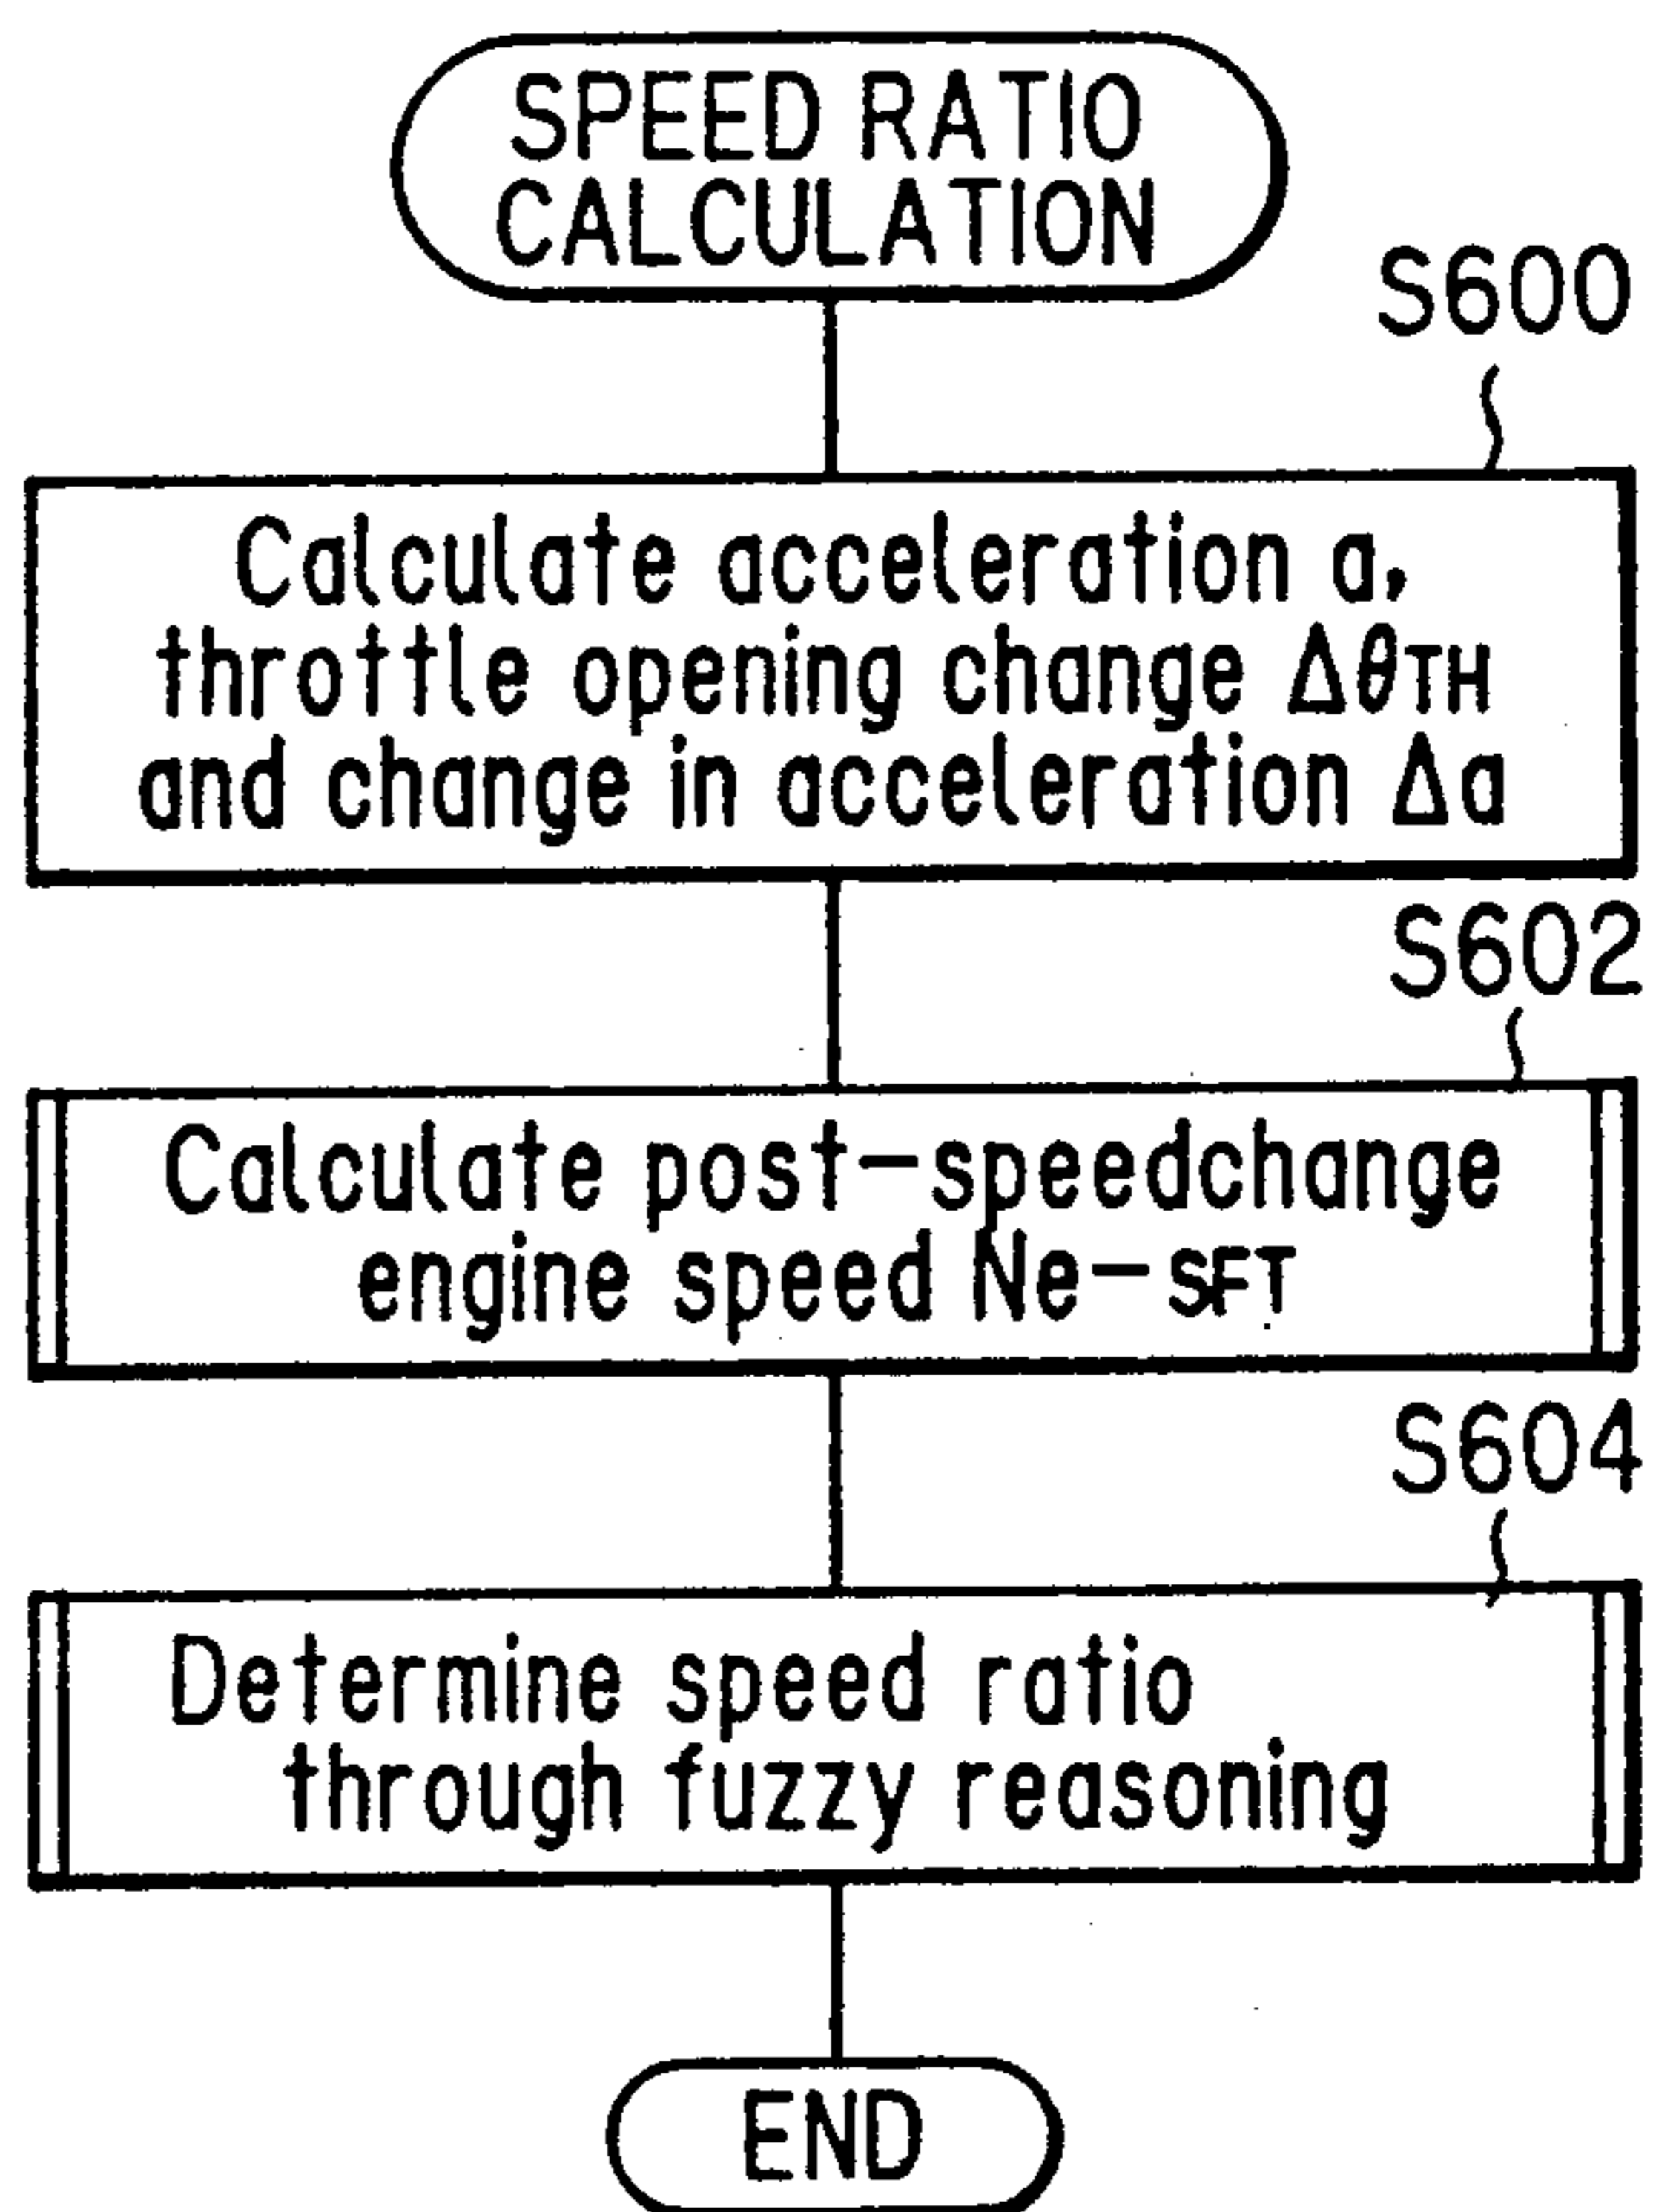 SPEED RATIO
CALCULATION
S600
Calculate acceleration a,
throttle opening change ΔθTH
and change in acceleration Δa
S602
Calculate post-speedchange
engine speed Ne-SFT
S604
Determine speed ratio
through fuzzy reasoning
END